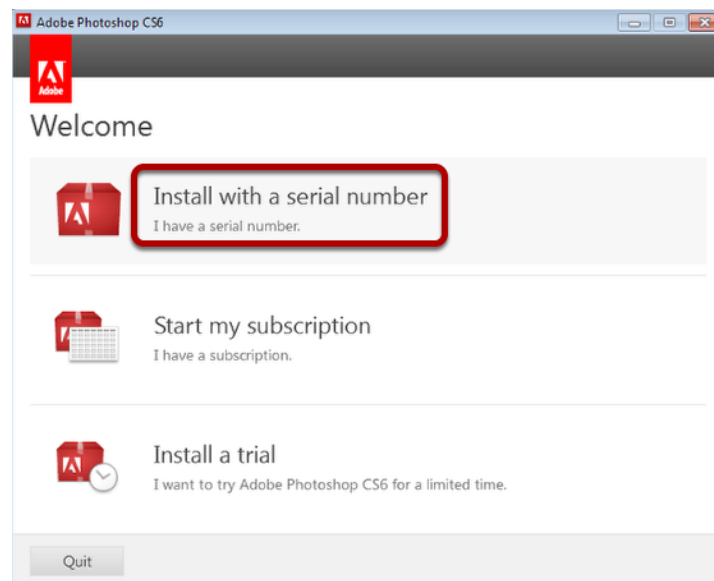 Adobe Photoshop CS6
Adobe
Welcome
Install with a serial number
I have a serial number.
Start my subscription
I have a subscription.
Install a trial
I want to try Adobe Photoshop CS6 for a limited time.
Quit